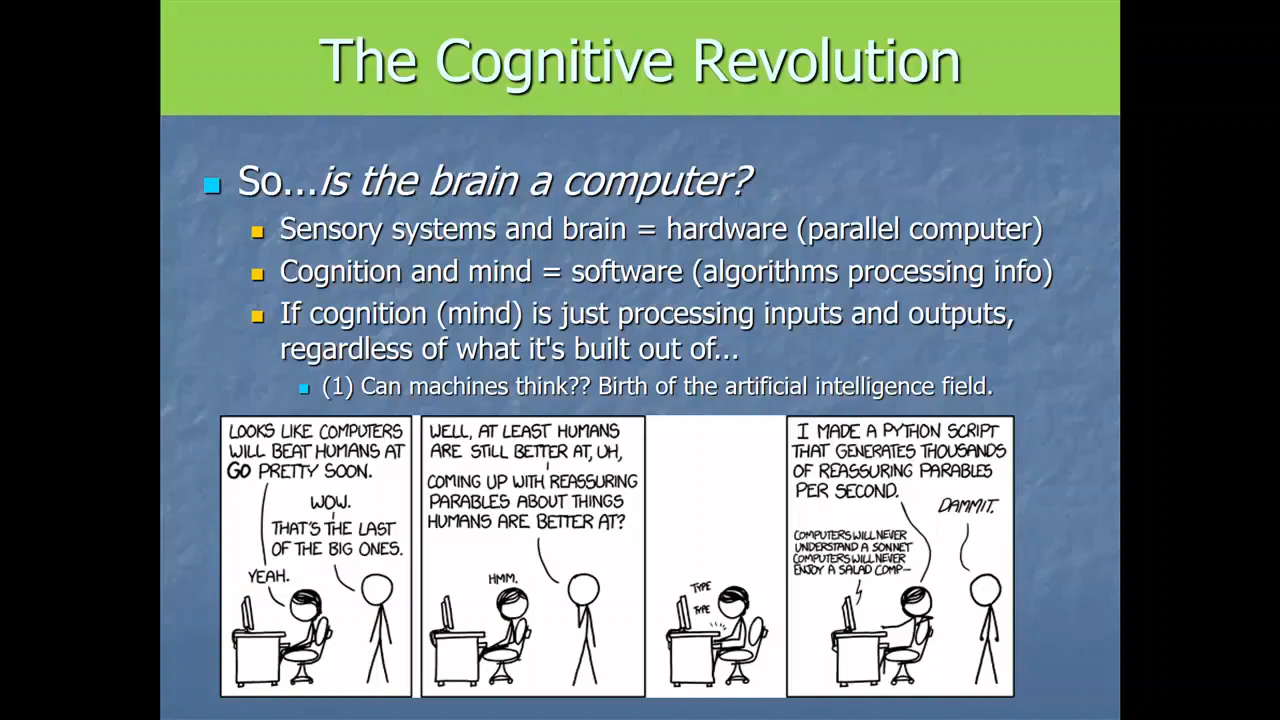 The Cognitive Revolution
So...is the brain a computer?
Sensory systems and brain = hardware (parallel computer)
Cognition and mind = software (algorithms processing info)
If cognition (mind) is just processing inputs and outputs,
regardless of what it's built out of...
(1) Can machines think?? Birth of the artificial intelligence field.
LOOKS LIKE COMPUTERS
WILL BEAT HUMANS AT
GO PRETTY SOON.
WOW.
THAT'S THE LAST
OF THE BIG ONES.
YEAH.
WELL, AT LEAST HUMANS
ARE STILL BETTER AT, UH,
COMING UP WITH REASSURING
PARABLES ABOUT THINGS
HUMANS ARE BETTER AT?
HMM.
TYPE
TYPE
I MADE A PYTHON SCRIPT
THAT GENERATES THOUSANDS
OF REASSURING PARABLES
PER SECOND.
DAMMIT.
COMPUTERS WILL NEVER
UNDERSTAND A SONNET
COMPUTERS WILL NEVER
ENJOY A SALAD COMP—